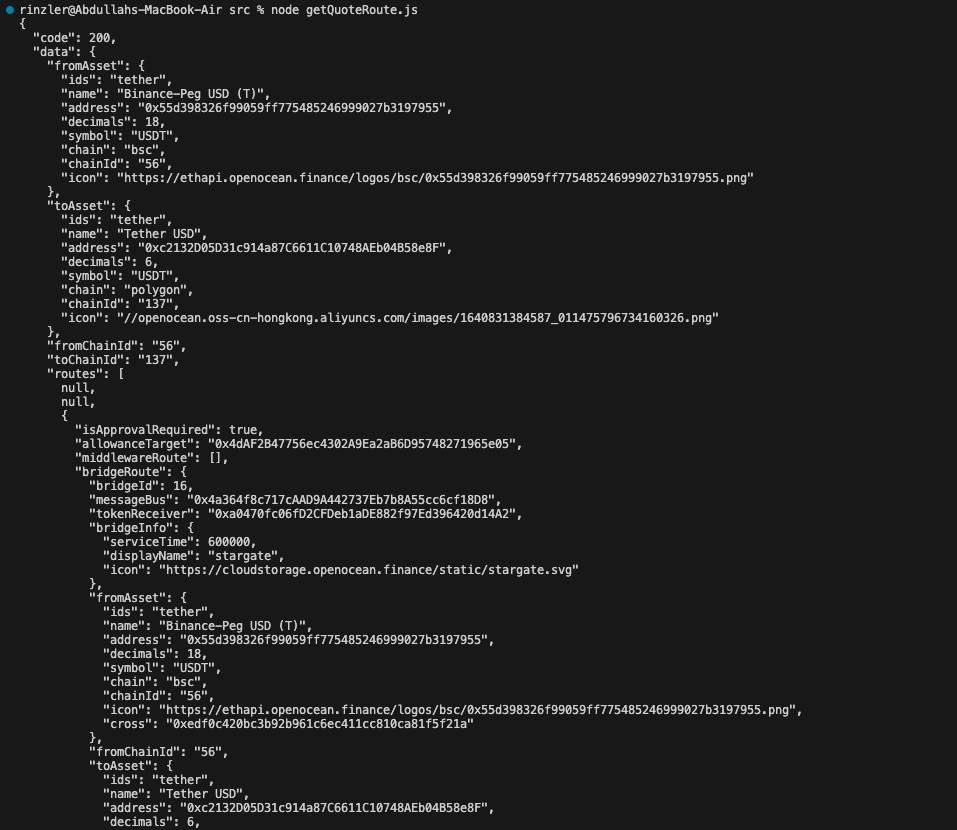 rinzler@Abdullahs-MacBook-Air src % node getQuoteRoute.js
{
  "code": 200,
  "data": {
    "fromAsset": {
      "ids": "tether",
      "name": "Binance-Peg USD (T)",
      "address": "0x55d398326f99059ff775485246999027b3197955",
      "decimals": 18,
      "symbol": "USDT",
      "chain": "bsc",
      "chainId": "56",
      "icon": "https://ethapi.openocean.finance/logos/bsc/0x55d398326f99059ff775485246999027b3197955.png"
    },
    "toAsset": {
      "ids": "tether",
      "name": "Tether USD",
      "address": "0xc2132D05D31c914a87C6611C10748AEb04B58e8F",
      "decimals": 6,
      "symbol": "USDT",
      "chain": "polygon",
      "chainId": "137",
      "icon": "//openocean.oss-cn-hongkong.aliyuncs.com/images/1640831384587_011475796734160326.png"
    },
    "fromChainId": "56",
    "toChainId": "137",
    "routes": [
      null,
      null,
      {
        "isApprovalRequired": true,
        "allowanceTarget": "0x4dAF2B47756ec4302A9Ea2aB6D95748271965e05",
        "middlewareRoute": [],
        "bridgeRoute": {
          "bridgeId": 16,
          "messageBus": "0x4a364f8c717cAAD9A442737Eb7b8A55cc6cf18D8",
          "tokenReceiver": "0xa0470fc06fD2CFDeb1aDE882f97Ed396420d14A2",
          "bridgeInfo": {
            "serviceTime": 600000,
            "displayName": "stargate",
            "icon": "https://cloudstorage.openocean.finance/static/stargate.svg"
          },
          "fromAsset": {
            "ids": "tether",
            "name": "Binance-Peg USD (T)",
            "address": "0x55d398326f99059ff775485246999027b3197955",
            "decimals": 18,
            "symbol": "USDT",
            "chain": "bsc",
            "chainId": "56",
            "icon": "https://ethapi.openocean.finance/logos/bsc/0x55d398326f99059ff775485246999027b3197955.png",
            "cross": "0xedf0c420bc3b92b961c6ec411cc810ca81f5f21a"
          },
          "fromChainId": "56",
          "toAsset": {
            "ids": "tether",
            "name": "Tether USD",
            "address": "0xc2132D05D31c914a87C6611C10748AEb04B58e8F",
            "decimals": 6,